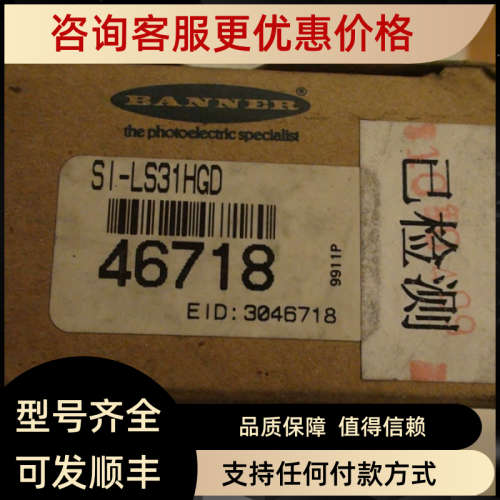 咨询客服更优惠价格
BANNER
the photoelectric specialist
SI-LS31HGD
46718
9911P
EID: 3046718
已检测
型号齐全
可发顺丰
品质保障 值得信赖
支持任何付款方式